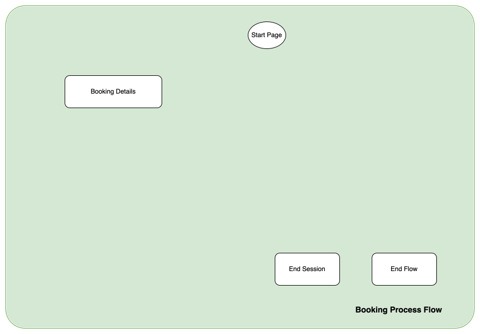 Start Page
Booking Details
End Session
End Flow
Booking Process Flow